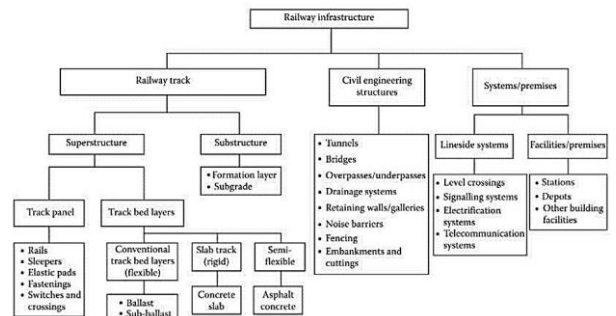 Railway infrastructure
Railway track
Civil engineering
structures
Systems/premises
Superstructure
Substructure
• Tunnels
• Bridges
• Overpasses/underpasses
• Drainage systems
• Retaining walls/galleries
• Noise barriers
• Fencing
• Embankments and
cuttings
Lineside systems
Facilities/premises
• Formation layer
• Subgrade
• Level crossings
• Signalling systems
• Electrification
systems
• Telecommunication
systems
• Stations
• Depots
• Other building
facilities
Track panel
Track bed layers
• Rails
• Sleepers
• Elastic pads
• Fastenings
• Switches and
crossings
Conventional
track bed layers
(flexible)
Slab track
(rigid)
Semi-
flexible
• Ballast
• Sub-ballast
Concrete
slab
Asphalt
concrete